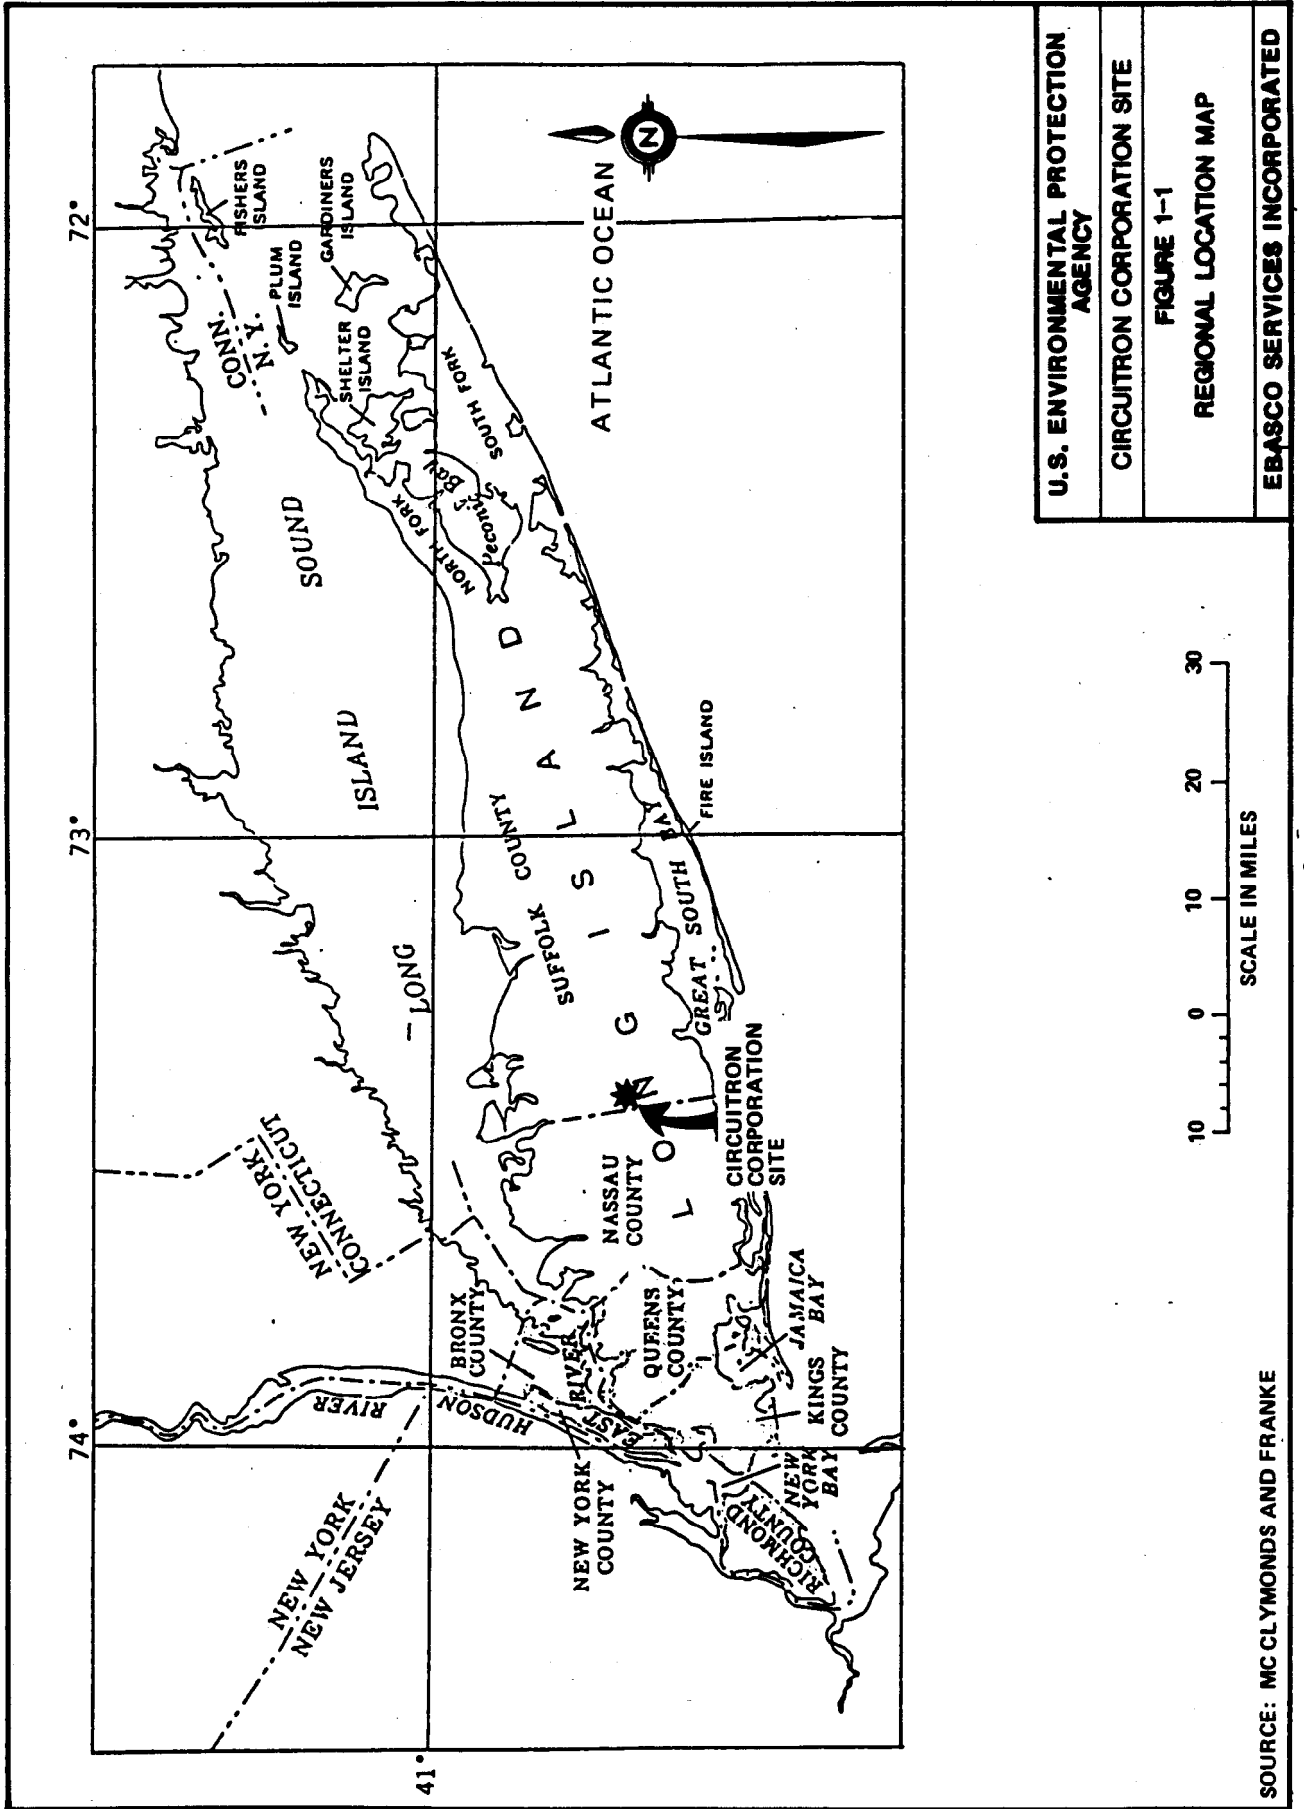 74°
73°
72°
41°
NEW YORK
NEW JERSEY
NEW YORK
CONNECTICUT
CONN.
N.Y.
HUDSON
RIVER
LONG
ISLAND
SOUND
FISHERS
ISLAND
PLUM
ISLAND
GARDINERS
ISLAND
SHELTER
ISLAND
NORTH FORK
SOUTH FORK
Peconic Bay
BRONX
COUNTY
EAST
RIVER
NEW YORK
COUNTY
QUEENS
COUNTY
NASSAU
COUNTY
SUFFOLK COUNTY
LONG ISLAND
KINGS
COUNTY
JAMAICA
BAY
NEW
YORK
BAY
RICHMOND
COUNTY
CIRCUITRON
CORPORATION
SITE
GREAT SOUTH BAY
FIRE ISLAND
ATLANTIC OCEAN
N
10 0 10 20 30
SCALE IN MILES
SOURCE: MC CLYMONDS AND FRANKE
U.S. ENVIRONMENTAL PROTECTION
AGENCY
CIRCUITRON CORPORATION SITE
FIGURE 1-1
REGIONAL LOCATION MAP
EBASCO SERVICES INCORPORATED